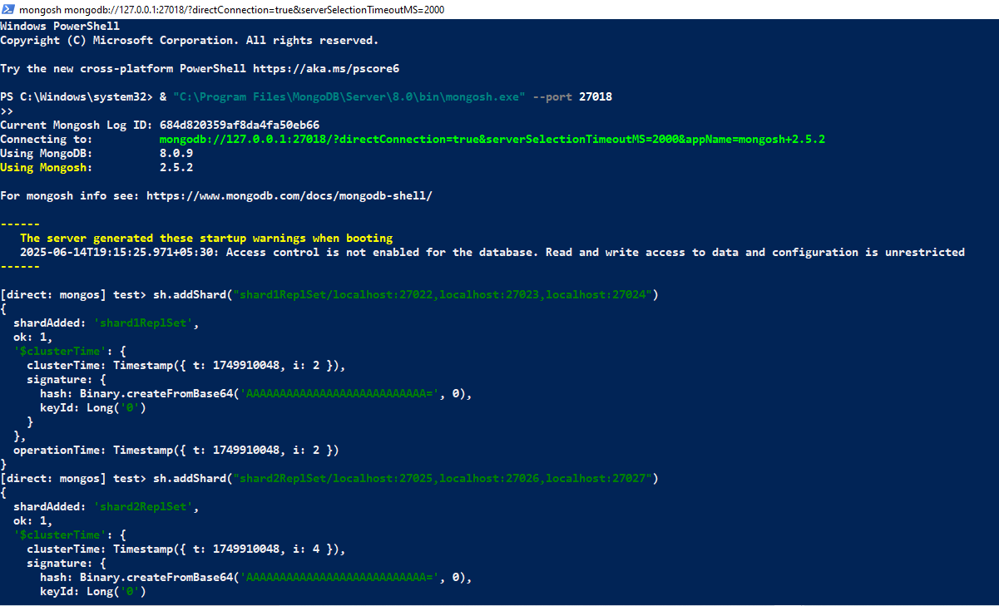 mongosh mongodb://127.0.0.1:27018/?directConnection=true&serverSelectionTimeoutMS=2000
Windows PowerShell
Copyright (C) Microsoft Corporation. All rights reserved.
Try the new cross-platform PowerShell https://aka.ms/pscore6
PS C:\Windows\system32> & "C:\Program Files\MongoDB\Server\8.0\bin\mongosh.exe" --port 27018
>>
Current Mongosh Log ID: 684d820359af8da4fa50eb66
Connecting to:          mongodb://127.0.0.1:27018/?directConnection=true&serverSelectionTimeoutMS=2000&appName=mongosh+2.5.2
Using MongoDB:          8.0.9
Using Mongosh:          2.5.2
For mongosh info see: https://www.mongodb.com/docs/mongodb-shell/
------
   The server generated these startup warnings when booting
   2025-06-14T19:15:25.971+05:30: Access control is not enabled for the database. Read and write access to data and configuration is unrestricted
------
[direct: mongos] test> sh.addShard("shard1ReplSet/localhost:27022,localhost:27023,localhost:27024")
{
  shardAdded: 'shard1ReplSet',
  ok: 1,
  '$clusterTime': {
    clusterTime: Timestamp({ t: 1749910048, i: 2 }),
    signature: {
      hash: Binary.createFromBase64('AAAAAAAAAAAAAAAAAAAAAAAAAAA=', 0),
      keyId: Long('0')
    }
  },
  operationTime: Timestamp({ t: 1749910048, i: 2 })
}
[direct: mongos] test> sh.addShard("shard2ReplSet/localhost:27025,localhost:27026,localhost:27027")
{
  shardAdded: 'shard2ReplSet',
  ok: 1,
  '$clusterTime': {
    clusterTime: Timestamp({ t: 1749910048, i: 4 }),
    signature: {
      hash: Binary.createFromBase64('AAAAAAAAAAAAAAAAAAAAAAAAAAA=', 0),
      keyId: Long('0')